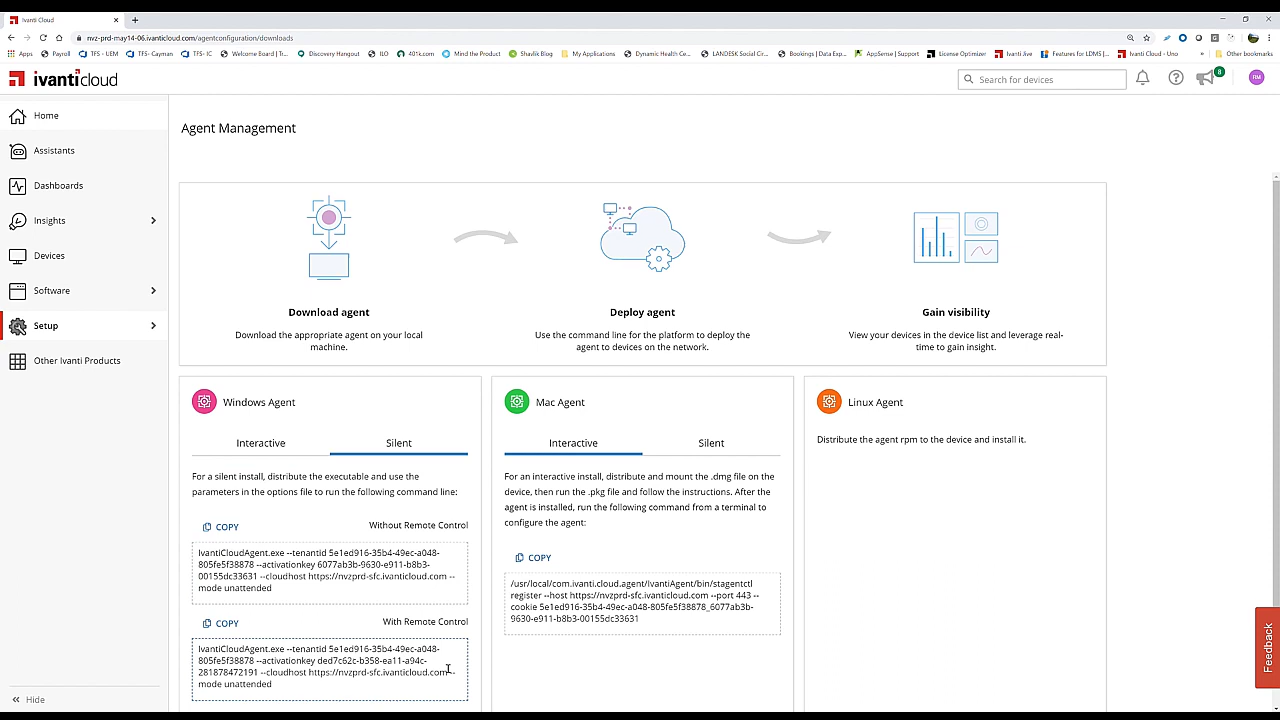 Ivanti Cloud
nvz-prd-may14-06.ivanticloud.com/agentconfiguration/downloads
Apps Payroll TFS - UEM TFS- Cayman TFS- IC Welcome Board | Tr... Discovery Hangout ILO 401k.com Mind the Product Shavlik Blog My Applications Dynamic Health Ce... LANDESK Social Cir... Bookings | Data Exp... AppSense | Support License Optimizer Ivanti Live Features for LDMS |... Ivanti Cloud - Uno » Other bookmarks
ivanticloud
Search for devices
8
RM
Home
Assistants
Dashboards
Insights
Devices
Software
Setup
Other Ivanti Products
Hide
Agent Management
Download agent
Download the appropriate agent on your local
machine.
Deploy agent
Use the command line for the platform to deploy the
agent to devices on the network.
Gain visibility
View your devices in the device list and leverage real-
time to gain insight.
Windows Agent
Interactive Silent
For a silent install, distribute the executable and use the
parameters in the options file to run the following command line:
COPY Without Remote Control
IvantiCloudAgent.exe --tenantid 5e1ed916-35b4-49ec-a048-
805fe5f38878 --activationkey 6077ab3b-9630-e911-b8b3-
00155dc33631 --cloudhost https://nvzprd-sfc.ivanticloud.com --
mode unattended
COPY With Remote Control
IvantiCloudAgent.exe --tenantid 5e1ed916-35b4-49ec-a048-
805fe5f38878 --activationkey ded7c62c-b358-ea11-a94c-
281878472191 --cloudhost https://nvzprd-sfc.ivanticloud.com --
mode unattended
Mac Agent
Interactive Silent
For an interactive install, distribute and mount the .dmg file on the
device, then run the .pkg file and follow the instructions. After the
agent is installed, run the following command from a terminal to
configure the agent:
COPY
/usr/local/com.ivanti.cloud.agent/IvantiAgent/bin/stagentctl
register --host https://nvzprd-sfc.ivanticloud.com --port 443 --
cookie 5e1ed916-35b4-49ec-a048-805fe5f38878_6077ab3b-
9630-e911-b8b3-00155dc33631
Linux Agent
Distribute the agent rpm to the device and install it.
Feedback